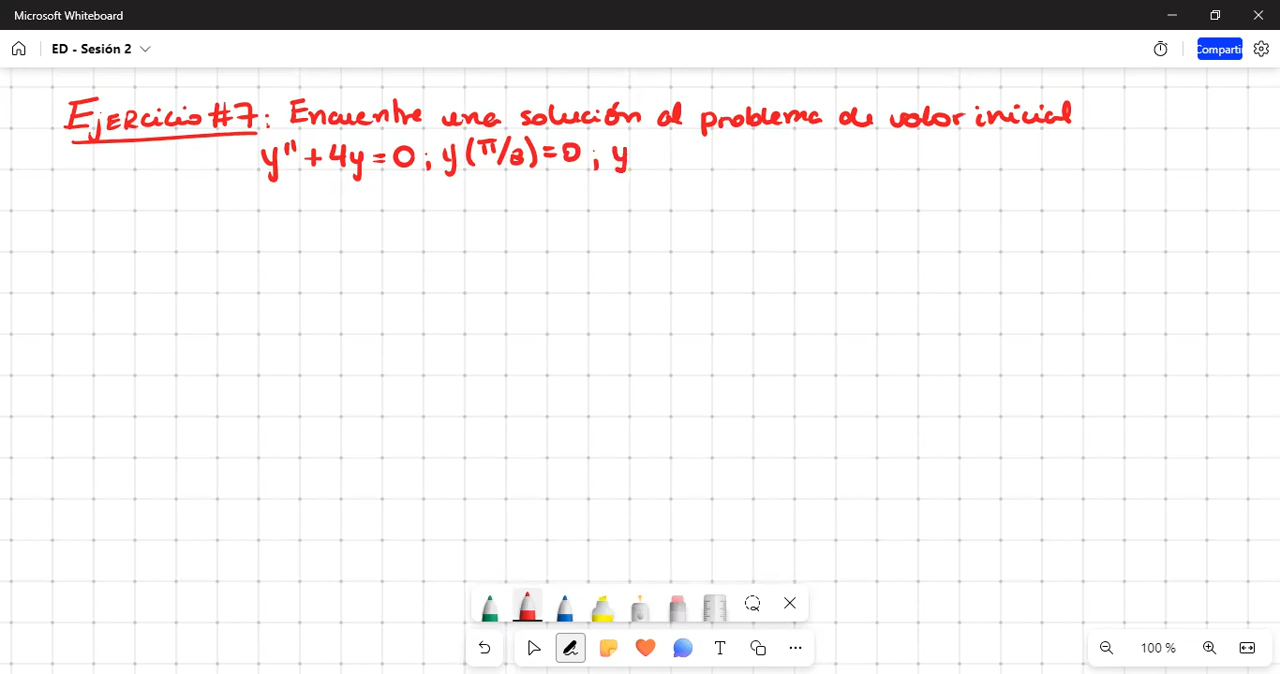 Microsoft Whiteboard
ED - Sesión 2
Comparti
Ejercicio #7: Encuentre una solución al problema de valor inicial
y'' + 4y = 0 ; y(π/8) = 0 ; y
T
100 %